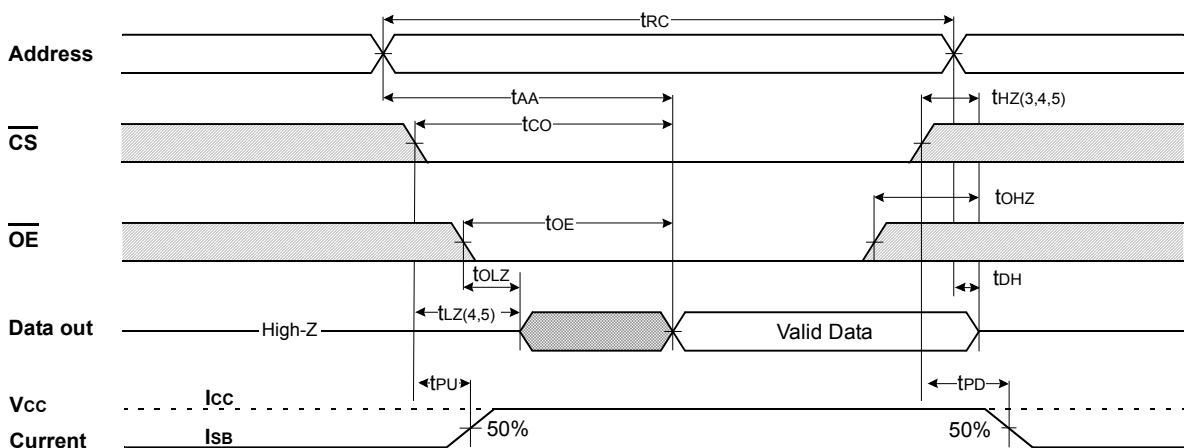 tRC
Address
tAA
tHZ(3,4,5)
tCO
CS
tOHZ
OE
tOE
tOLZ
tDH
tLZ(4,5)
Data out
High-Z
Valid Data
tPU
tPD
VCC
ICC
50%
50%
Current
ISB